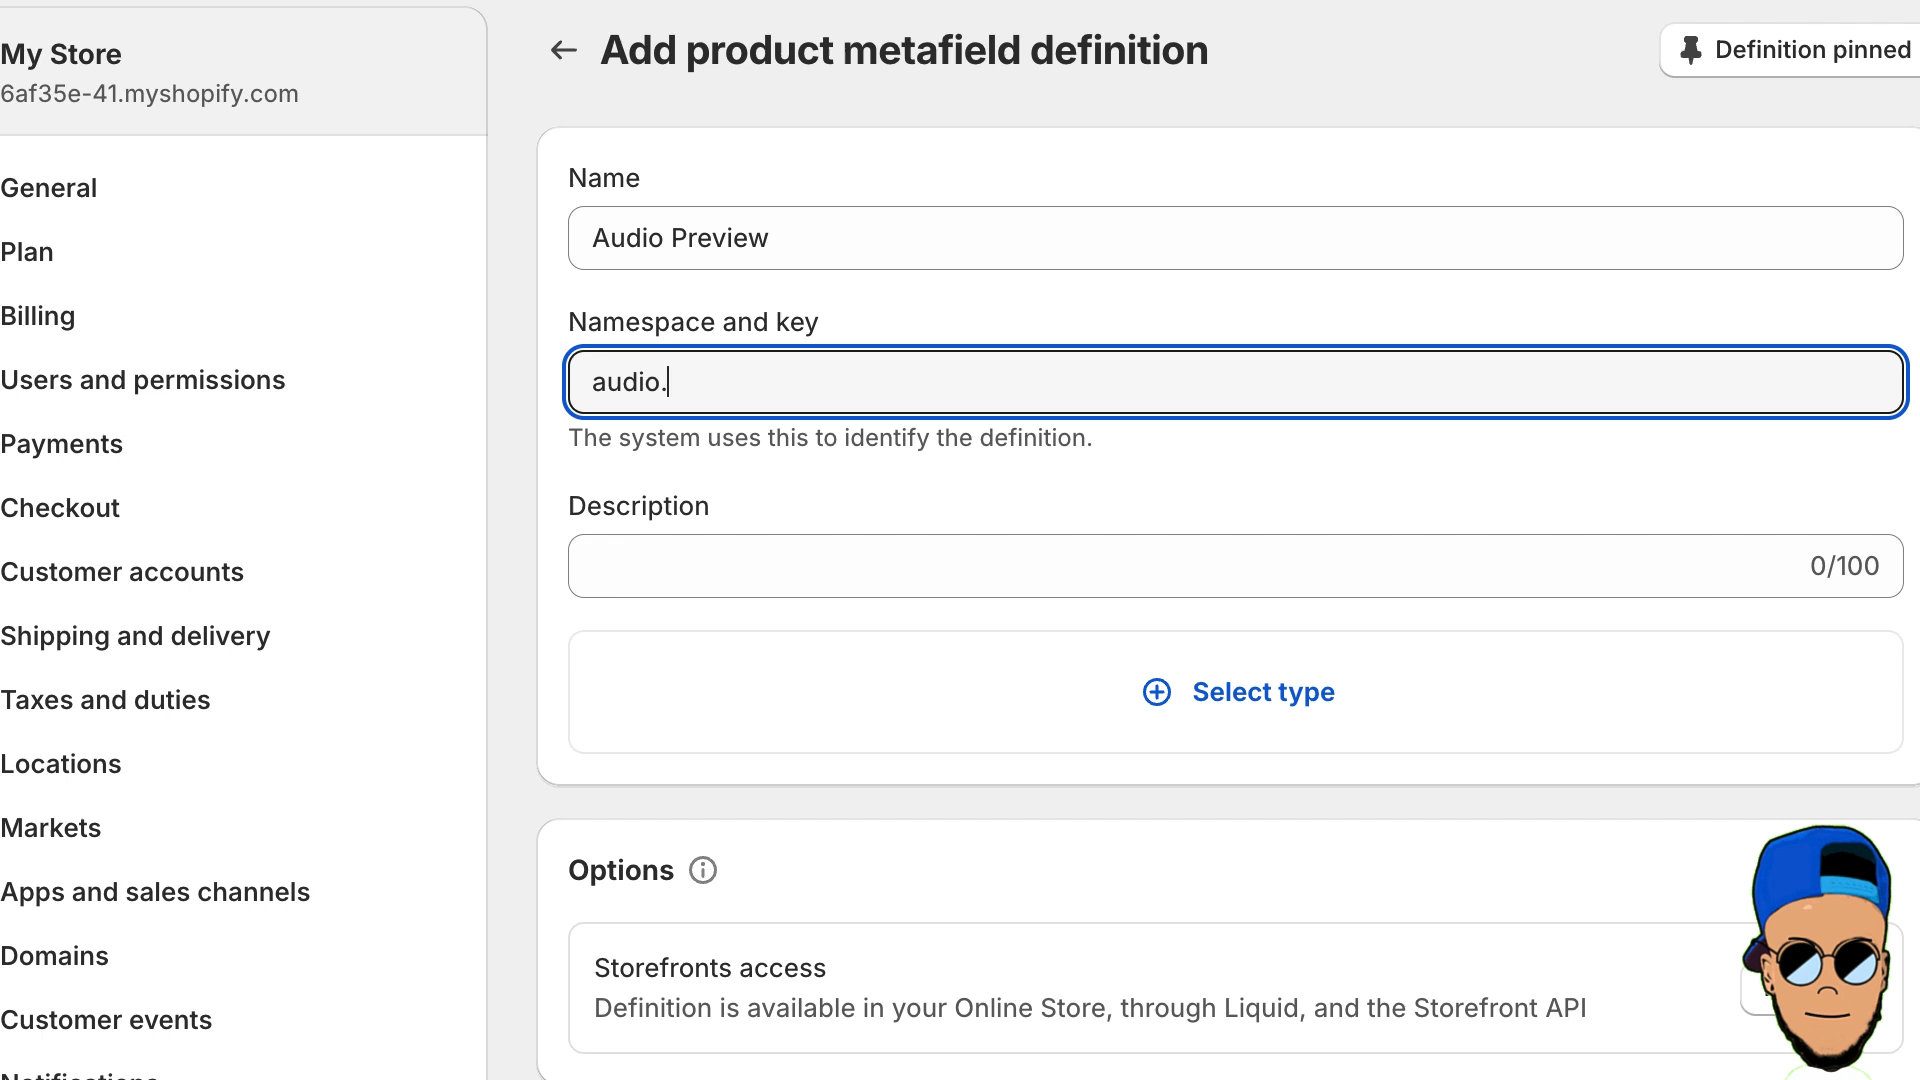 My Store
6af35e-41.myshopify.com
General
Plan
Billing
Users and permissions
Payments
Checkout
Customer accounts
Shipping and delivery
Taxes and duties
Locations
Markets
Apps and sales channels
Domains
Customer events
Notifications
Add product metafield definition
Definition pinned
Name
Audio Preview
Namespace and key
audio.
The system uses this to identify the definition.
Description
0/100
Select type
Options
Storefronts access
Definition is available in your Online Store, through Liquid, and the Storefront API